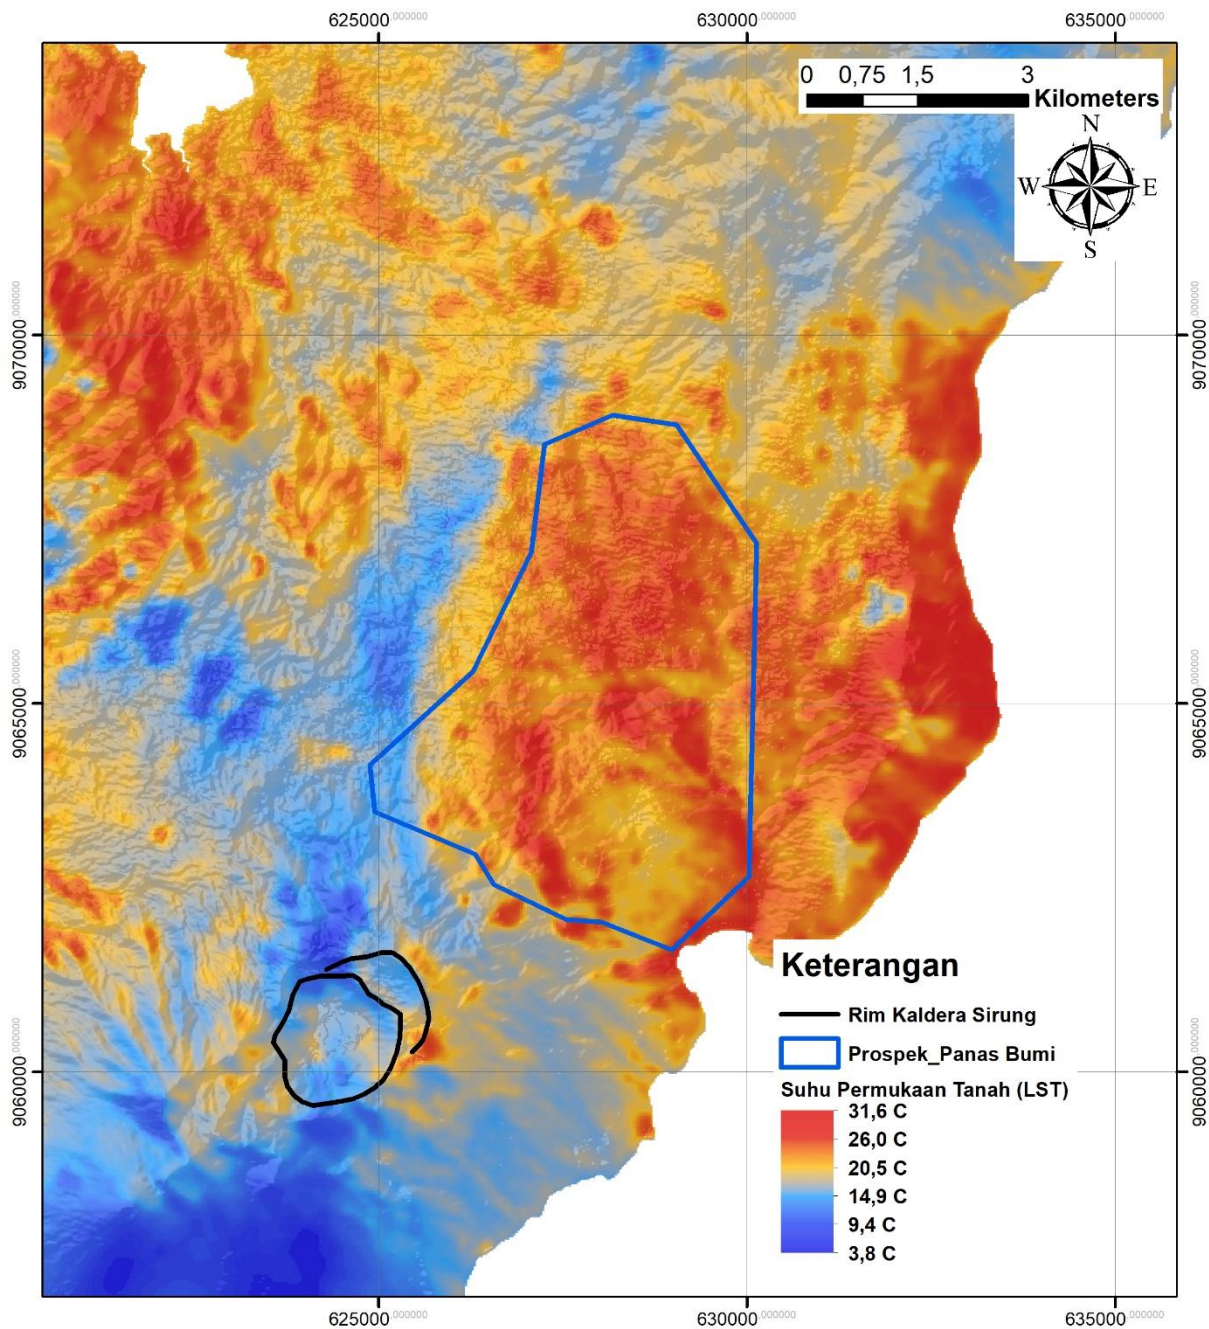 625000.000000 630000.000000 635000.000000
0 0,75 1,5 3
Kilometers
N
W E
S
9070000.000000 9070000.000000
9065000.000000 9065000.000000
9060000.000000 9060000.000000
Keterangan
Rim Kaldera Sirung
Prospek_Panas Bumi
Suhu Permukaan Tanah (LST)
31,6 C
26,0 C
20,5 C
14,9 C
9,4 C
3,8 C
625000.000000 630000.000000 635000.000000